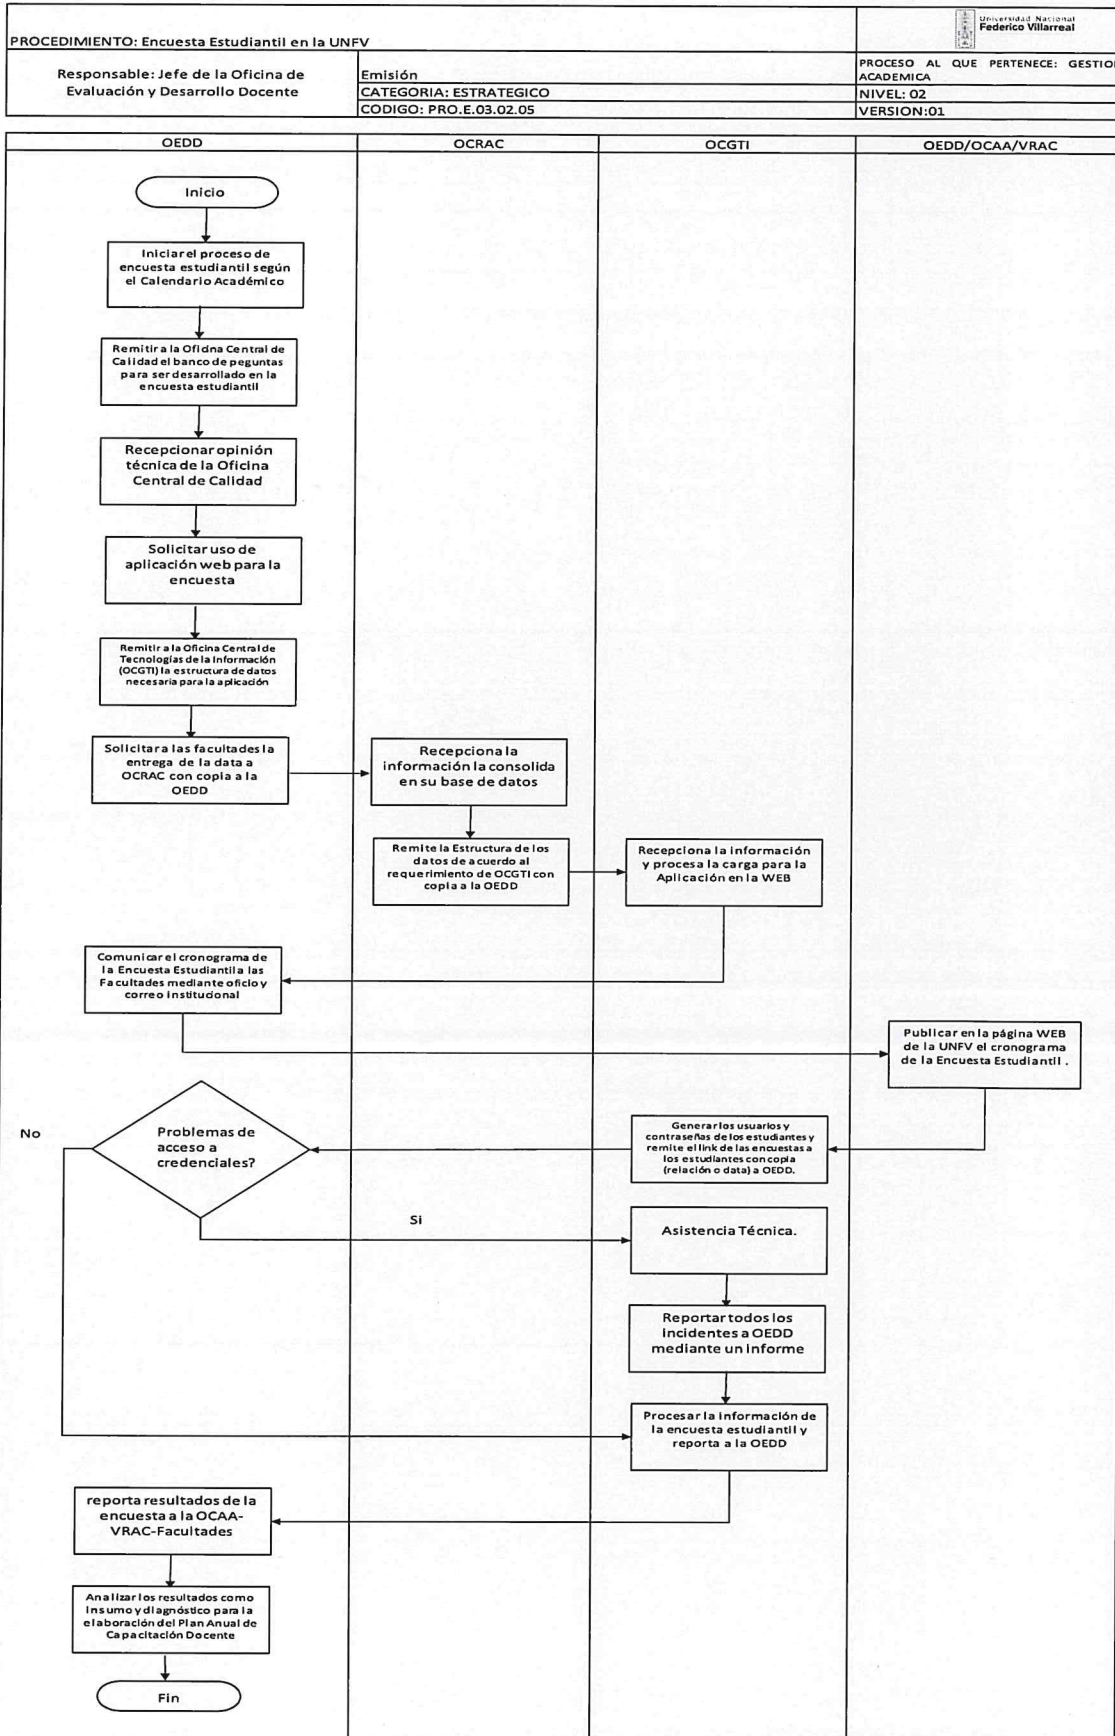 Universidad Nacional
Federico Villarreal
PROCEDIMIENTO: Encuesta Estudiantil en la UNFV
Responsable: Jefe de la Oficina de
Evaluación y Desarrollo Docente
Emisión
CATEGORIA: ESTRATEGICO
CODIGO: PRO.E.03.02.05
PROCESO AL QUE PERTENECE: GESTION
ACADEMICA
NIVEL: 02
VERSION:01
OEDD
OCRAC
OCGTI
OEDD/OCAA/VRAC
Inicio
Iniciar el proceso de
encuesta estudiantil según
el Calendario Académico
Remitir a la Oficina Central de
Calidad el banco de peguntas
para ser desarrollado en la
encuesta estudiantil
Recepcionar opinión
técnica de la Oficina
Central de Calidad
Solicitar uso de
aplicación web para la
encuesta
Remitir a la Oficina Central de
Tecnologías de la Información
(OCGTI) la estructura de datos
necesaria para la aplicación
Solicitar a las facultades la
entrega de la data a
OCRAC con copia a la
OEDD
Recepciona la
información la consolida
en su base de datos
Remite la Estructura de los
datos de acuerdo al
requerimiento de OCGTI con
copia a la OEDD
Recepciona la información
y procesa la carga para la
Aplicación en la WEB
Comunicar el cronograma de
la Encuesta Estudiantil a las
Facultades mediante oficio y
correo Institucional
Publicar en la página WEB
de la UNFV el cronograma
de la Encuesta Estudiantil .
Generar los usuarios y
contraseñas de los estudiantes y
remite el link de las encuestas a
los estudiantes con copia
(relación o data) a OEDD.
No
Problemas de
acceso a
credenciales?
Si
Asistencia Técnica.
Reportar todos los
Incidentes a OEDD
mediante un Informe
Procesar la información de
la encuesta estudiantil y
reporta a la OEDD
reporta resultados de la
encuesta a la OCAA-
VRAC-Facultades
Analizar los resultados como
Insumo y diagnóstico para la
elaboración del Plan Anual de
Capacitación Docente
Fin